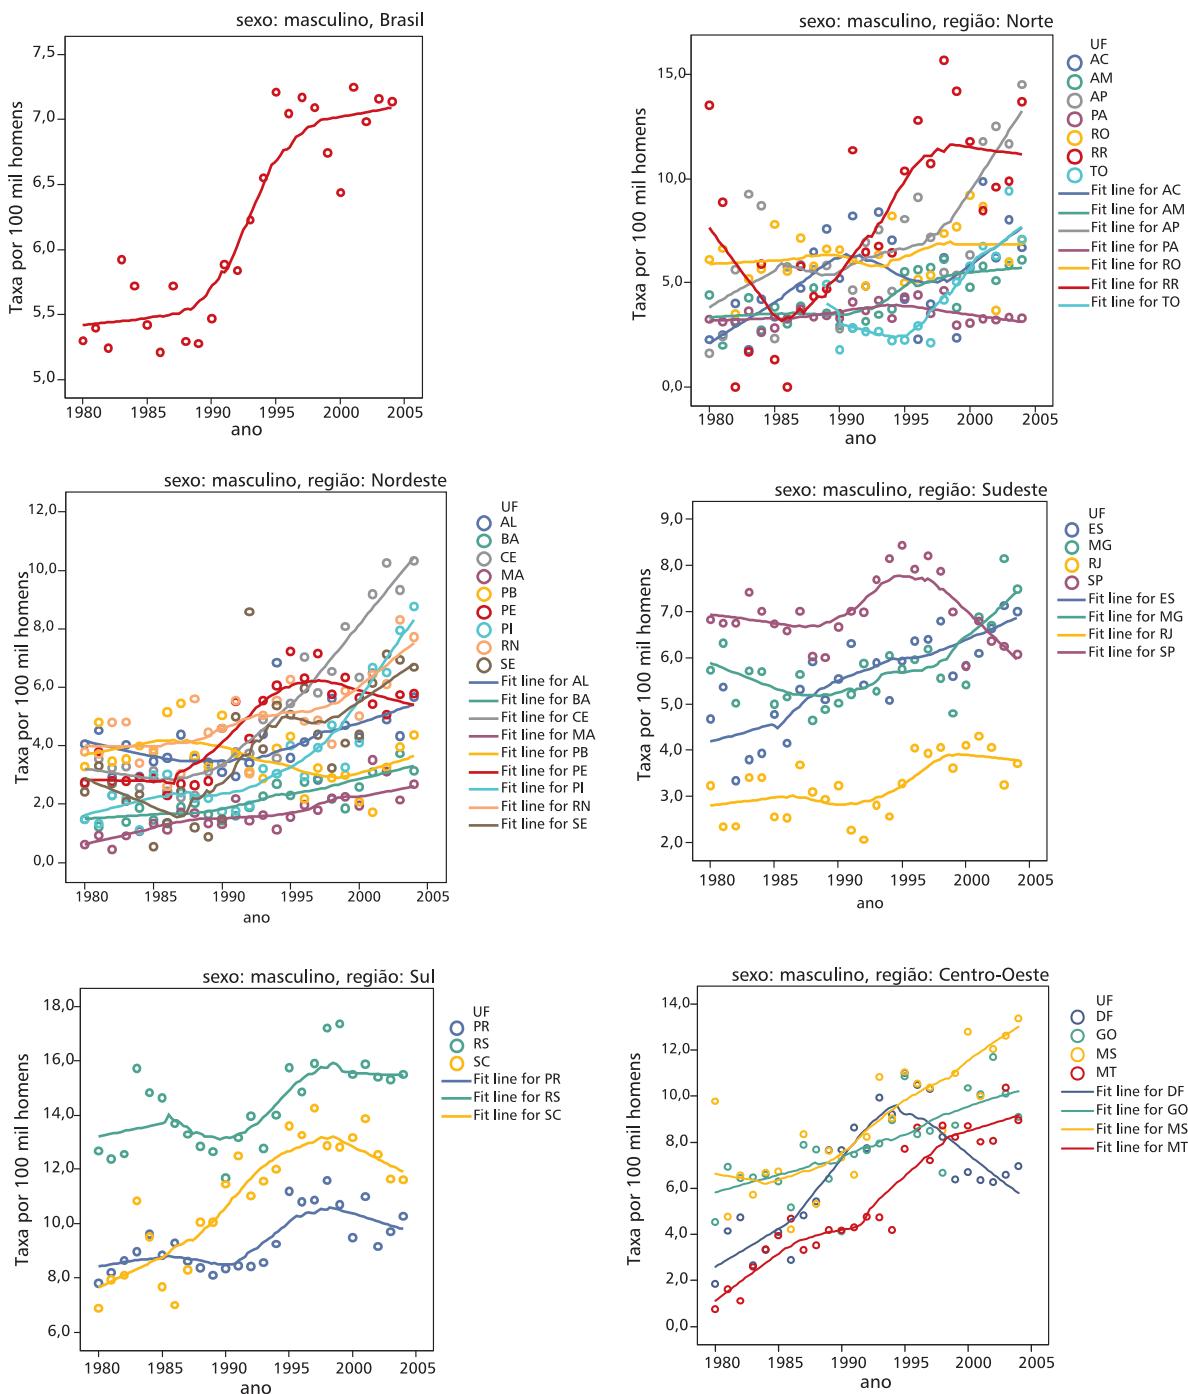 sexo: masculino, Brasil
Taxa por 100 mil homens
7,5
7,0
6,5
6,0
5,5
5,0
1980 1985 1990 1995 2000 2005
ano
sexo: masculino, região: Norte
Taxa por 100 mil homens
15,0
10,0
5,0
0,0
1980 1985 1990 1995 2000 2005
ano
UF
AC
AM
AP
PA
RO
RR
TO
Fit line for AC
Fit line for AM
Fit line for AP
Fit line for PA
Fit line for RO
Fit line for RR
Fit line for TO
sexo: masculino, região: Nordeste
Taxa por 100 mil homens
12,0
10,0
8,0
6,0
4,0
2,0
0,0
1980 1985 1990 1995 2000 2005
ano
UF
AL
BA
CE
MA
PB
PE
PI
RN
SE
Fit line for AL
Fit line for BA
Fit line for CE
Fit line for MA
Fit line for PB
Fit line for PE
Fit line for PI
Fit line for RN
Fit line for SE
sexo: masculino, região: Sudeste
Taxa por 100 mil homens
9,0
8,0
7,0
6,0
5,0
4,0
3,0
2,0
1980 1985 1990 1995 2000 2005
ano
UF
ES
MG
RJ
SP
Fit line for ES
Fit line for MG
Fit line for RJ
Fit line for SP
sexo: masculino, região: Sul
Taxa por 100 mil homens
18,0
16,0
14,0
12,0
10,0
8,0
6,0
1980 1985 1990 1995 2000 2005
ano
UF
PR
RS
SC
Fit line for PR
Fit line for RS
Fit line for SC
sexo: masculino, região: Centro-Oeste
Taxa por 100 mil homens
14,0
12,0
10,0
8,0
6,0
4,0
2,0
0,0
1980 1985 1990 1995 2000 2005
ano
UF
DF
GO
MS
MT
Fit line for DF
Fit line for GO
Fit line for MS
Fit line for MT